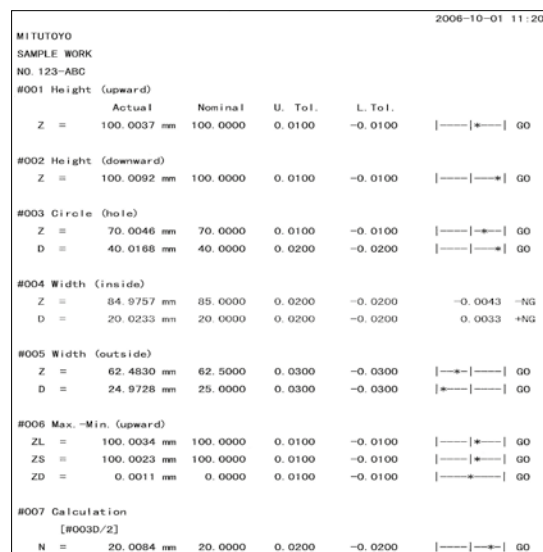 2006-10-01 11:20
MITUTOYO
SAMPLE WORK
NO. 123-ABC
#001 Height (upward)
Actual Nominal U. Tol. L. Tol.
Z = 100.0037 mm 100.0000 0.0100 -0.0100 |----|*---| GO
#002 Height (downward)
Z = 100.0092 mm 100.0000 0.0100 -0.0100 |----|---*| GO
#003 Circle (hole)
Z = 70.0046 mm 70.0000 0.0100 -0.0100 |----|-*--| GO
D = 40.0168 mm 40.0000 0.0200 -0.0200 |----|---*| GO
#004 Width (inside)
Z = 84.9757 mm 85.0000 0.0200 -0.0200 -0.0043 -NG
D = 20.0233 mm 20.0000 0.0200 -0.0200 0.0033 +NG
#005 Width (outside)
Z = 62.4830 mm 62.5000 0.0300 -0.0300 |--*-|----| GO
D = 24.9728 mm 25.0000 0.0300 -0.0300 |*---|----| GO
#006 Max.-Min. (upward)
ZL = 100.0034 mm 100.0000 0.0100 -0.0100 |----|*---| GO
ZS = 100.0023 mm 100.0000 0.0100 -0.0100 |----|*---| GO
ZD = 0.0011 mm 0.0000 0.0100 -0.0100 |----*----| GO
#007 Calculation
[#003D/2]
N = 20.0084 mm 20.0000 0.0200 -0.0200 |----|-*-| GO